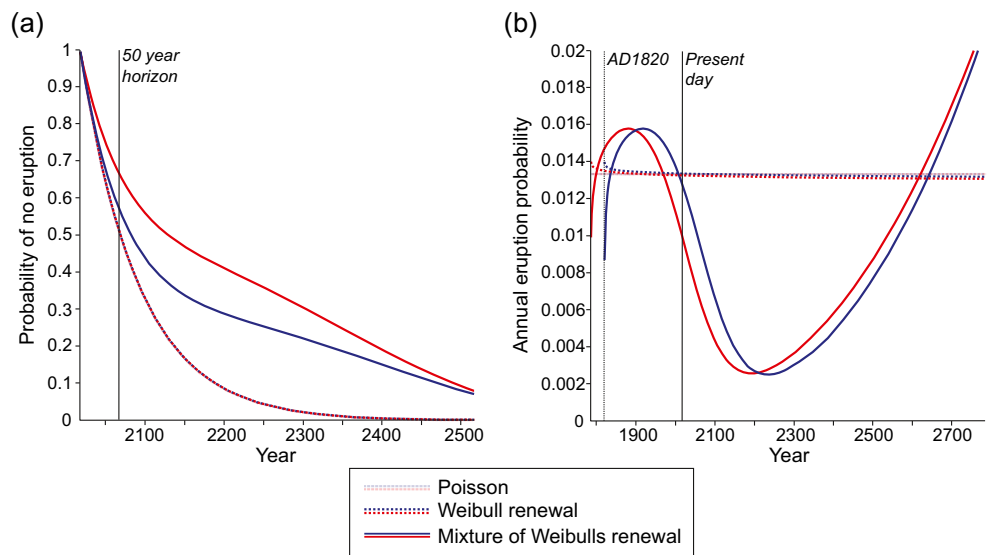 (a)
50 year
horizon
Probability of no eruption
1
0.9
0.8
0.7
0.6
0.5
0.4
0.3
0.2
0.1
0
2100
2200
2300
2400
2500
Year
(b)
AD1820
Present
day
Annual eruption probability
0.02
0.018
0.016
0.014
0.012
0.01
0.008
0.006
0.004
0.002
0
1900
2100
2300
2500
2700
Year
Poisson
Weibull renewal
Mixture of Weibulls renewal